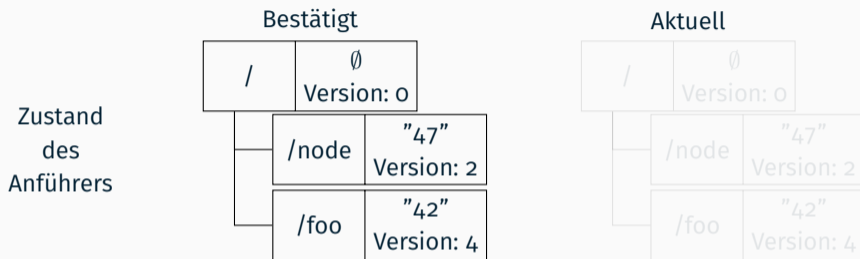 Bestätigt
Aktuell
Zustand
des
Anführers
/
∅
Version: 0
/node
"47"
Version: 2
/foo
"42"
Version: 4
/
∅
Version: 0
/node
"47"
Version: 2
/foo
"42"
Version: 4